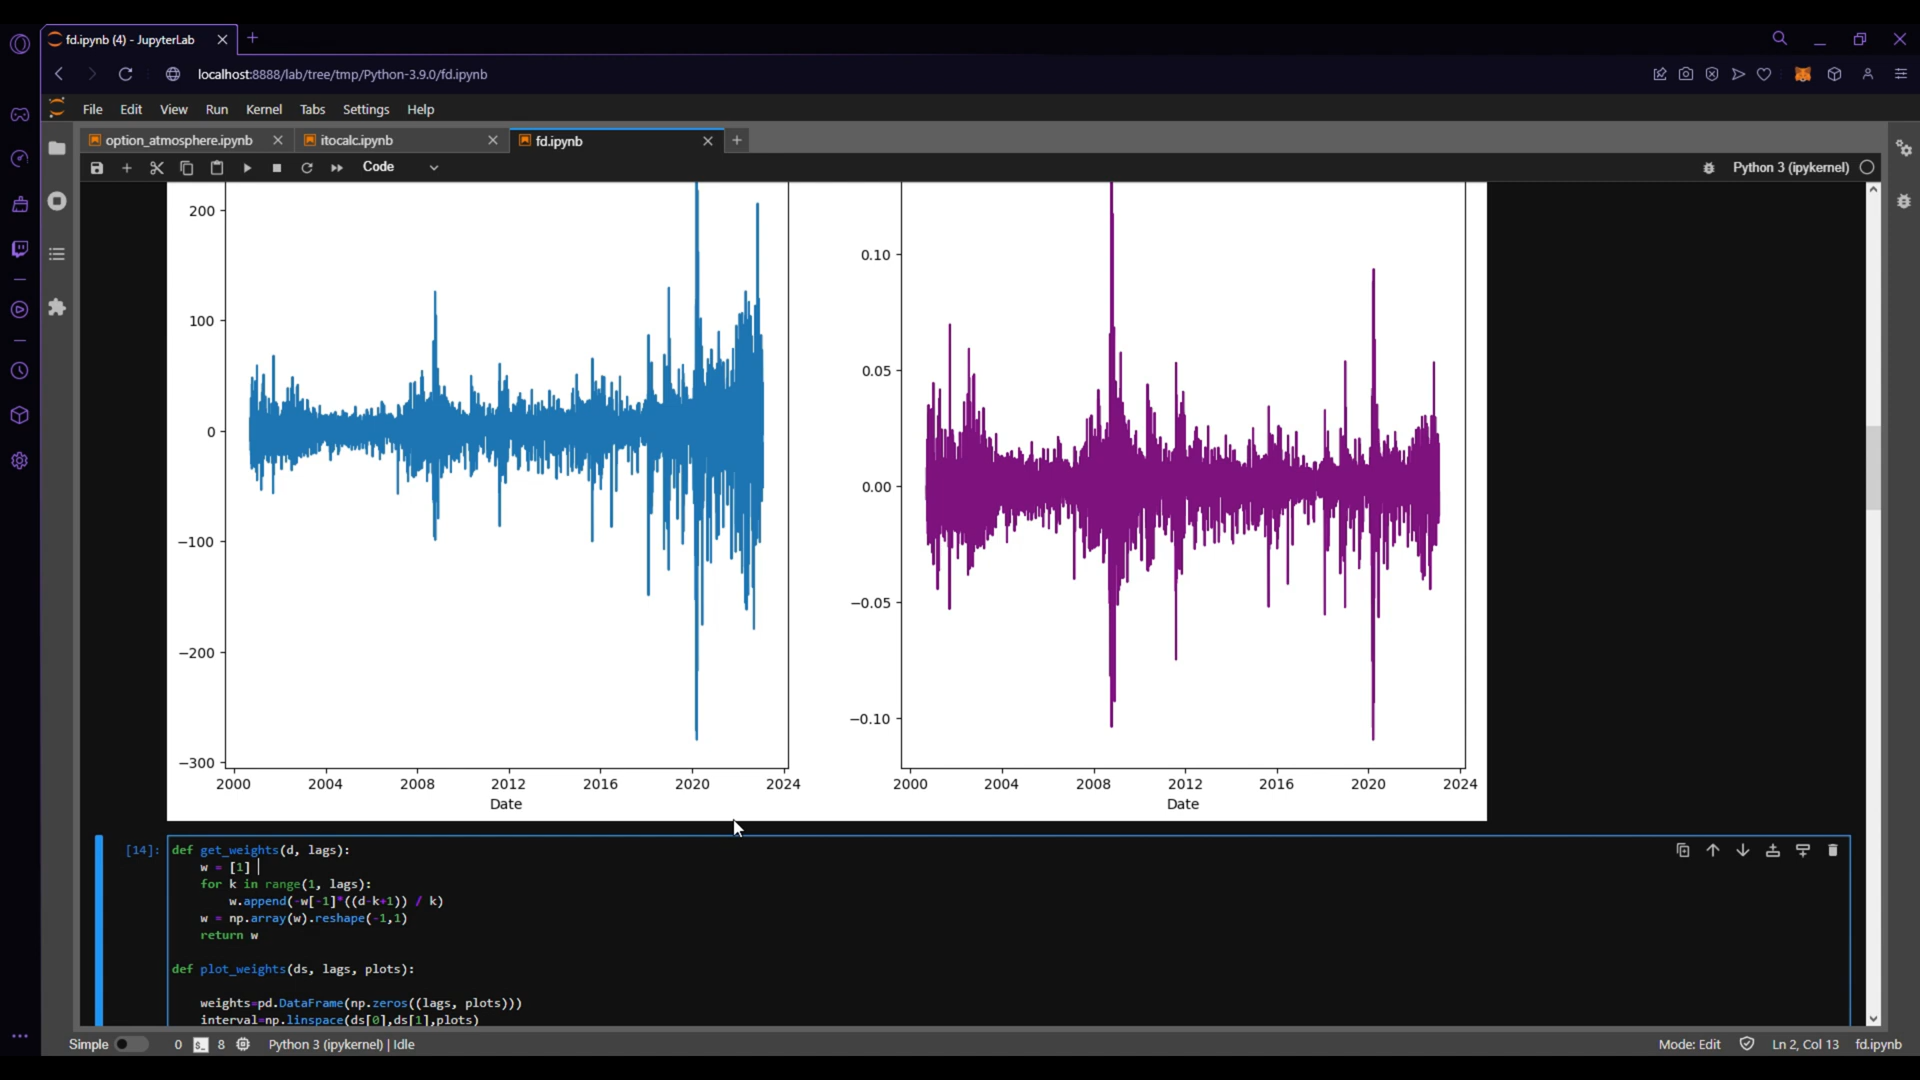 fd.ipynb (4) - JupyterLab
localhost:8888/lab/tree/tmp/Python-3.9.0/fd.ipynb
File Edit View Run Kernel Tabs Settings Help
option_atmosphere.ipynb
itocalc.ipynb
fd.ipynb
Code
Python 3 (ipykernel)
200
100
0
−100
−200
−300
2000 2004 2008 2012 2016 2020 2024
Date
0.10
0.05
0.00
−0.05
−0.10
2000 2004 2008 2012 2016 2020 2024
Date
[14]:
def get_weights(d, lags):
w = [1]
for k in range(1, lags):
w.append(-w[-1]*((d-k+1)) / k)
w = np.array(w).reshape(-1,1)
return w
def plot_weights(ds, lags, plots):
weights=pd.DataFrame(np.zeros((lags, plots)))
interval=np.linspace(ds[0],ds[1],plots)
Simple 0 $_ 8 Python 3 (ipykernel) | Idle
Mode: Edit Ln 2, Col 13 fd.ipynb